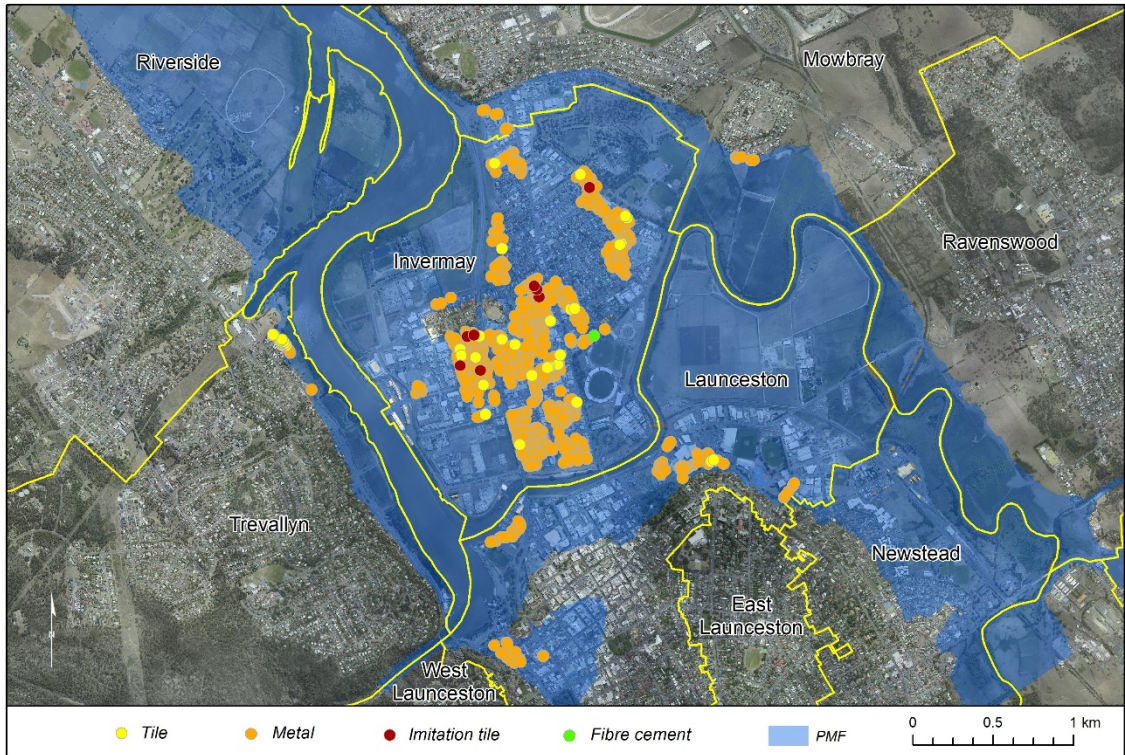 Riverside
Mowbray
Ravenswood
Invermay
Launceston
Trevallyn
Newstead
East
Launceston
West
Launceston
N
Tile
Metal
Imitation tile
Fibre cement
PMF
0 0.5 1 km